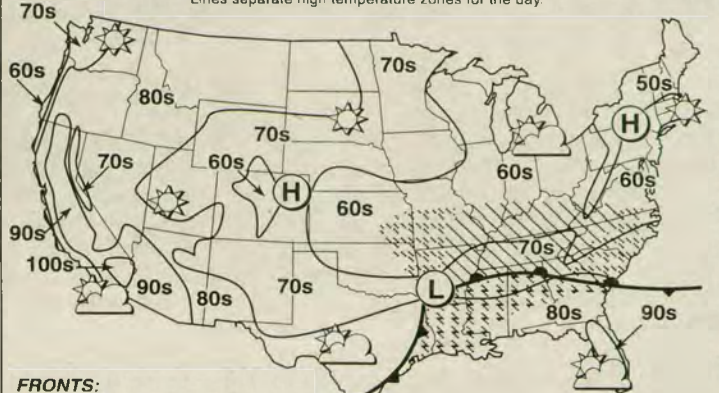 Lines separate high temperature zones for the day.
70s
60s
80s
70s
70s
50s
H
70s
60s
H
60s
60s
60s
90s
100s
90s
80s
70s
L
70s
80s
90s
FRONTS: